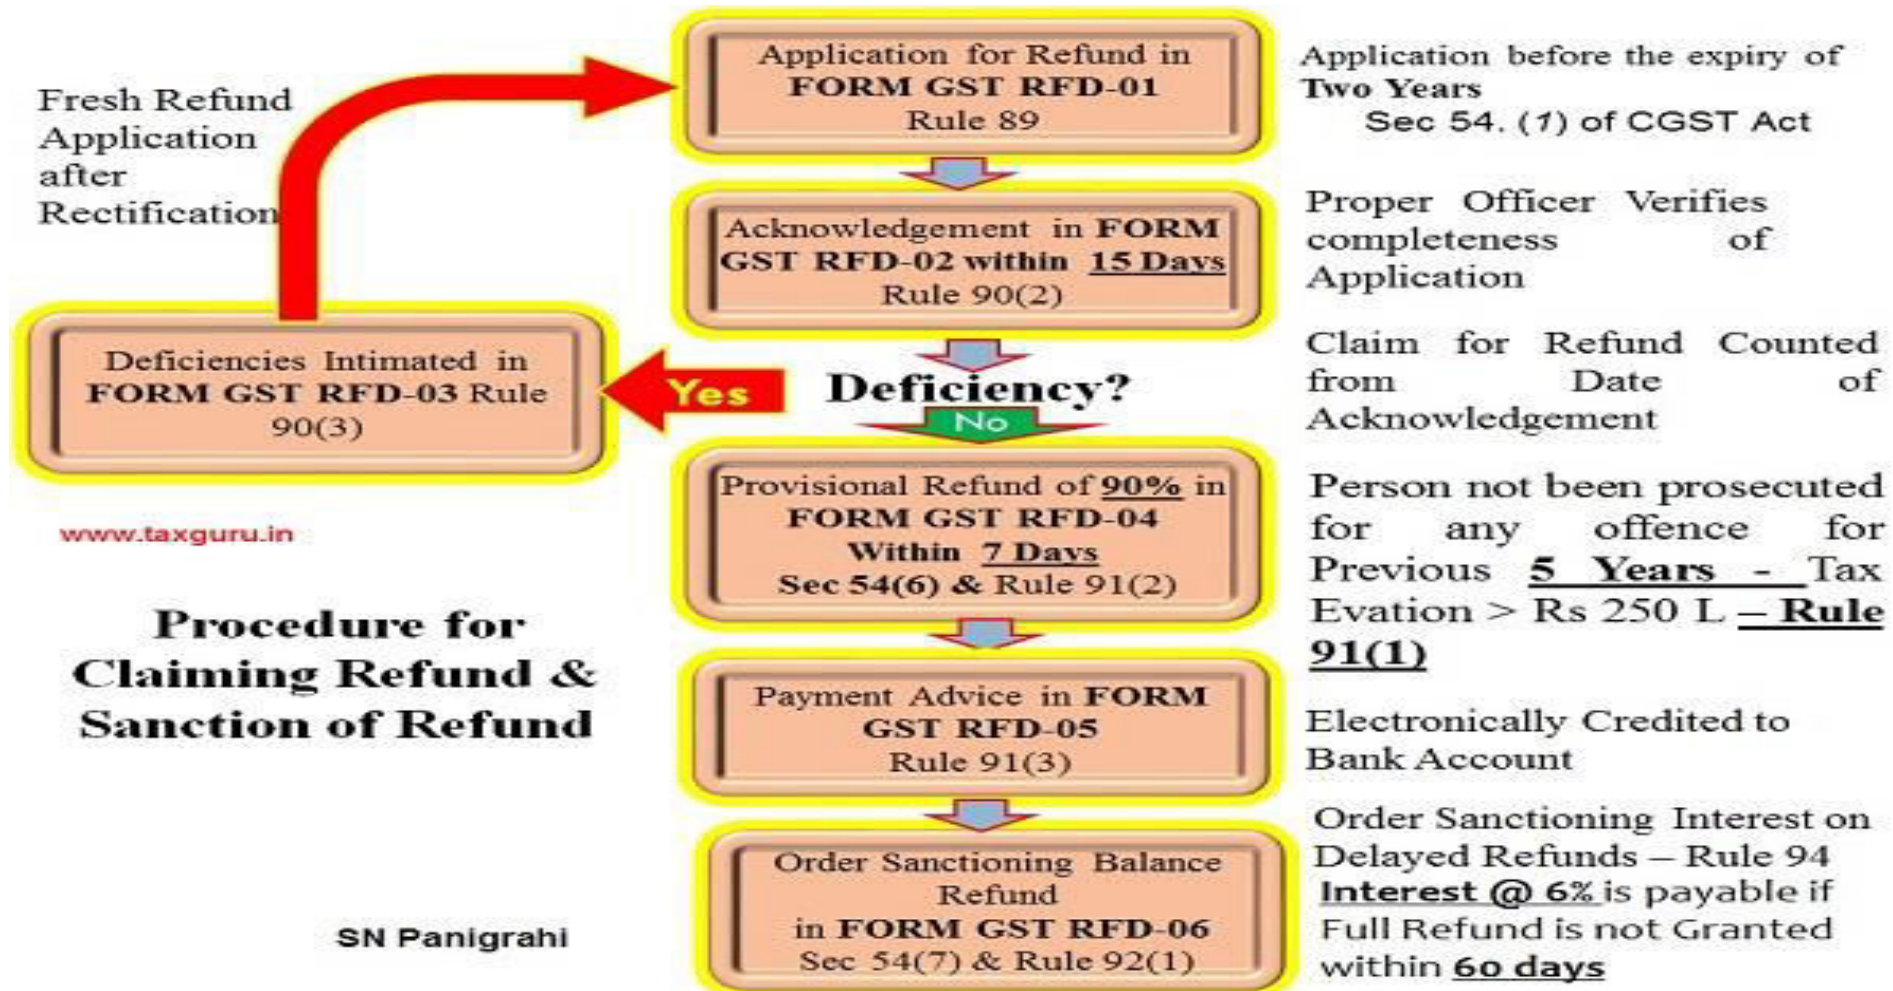 Application for Refund in
FORM GST RFD-01
Rule 89
Application before the expiry of
Two Years
Sec 54. (1) of CGST Act
Fresh Refund
Application
after
Rectification
Acknowledgement in FORM
GST RFD-02 within 15 Days
Rule 90(2)
Proper Officer Verifies
completeness of
Application
Deficiencies Intimated in
FORM GST RFD-03 Rule
90(3)
Yes
Deficiency?
No
Claim for Refund Counted
from Date of
Acknowledgement
Provisional Refund of 90% in
FORM GST RFD-04
Within 7 Days
Sec 54(6) & Rule 91(2)
Person not been prosecuted
for any offence for
Previous 5 Years - Tax
Evation > Rs 250 L – Rule
91(1)
www.taxguru.in
Procedure for
Claiming Refund &
Sanction of Refund
Payment Advice in FORM
GST RFD-05
Rule 91(3)
Electronically Credited to
Bank Account
Order Sanctioning Balance
Refund
in FORM GST RFD-06
Sec 54(7) & Rule 92(1)
Order Sanctioning Interest on
Delayed Refunds – Rule 94
Interest @ 6% is payable if
Full Refund is not Granted
within 60 days
SN Panigrahi